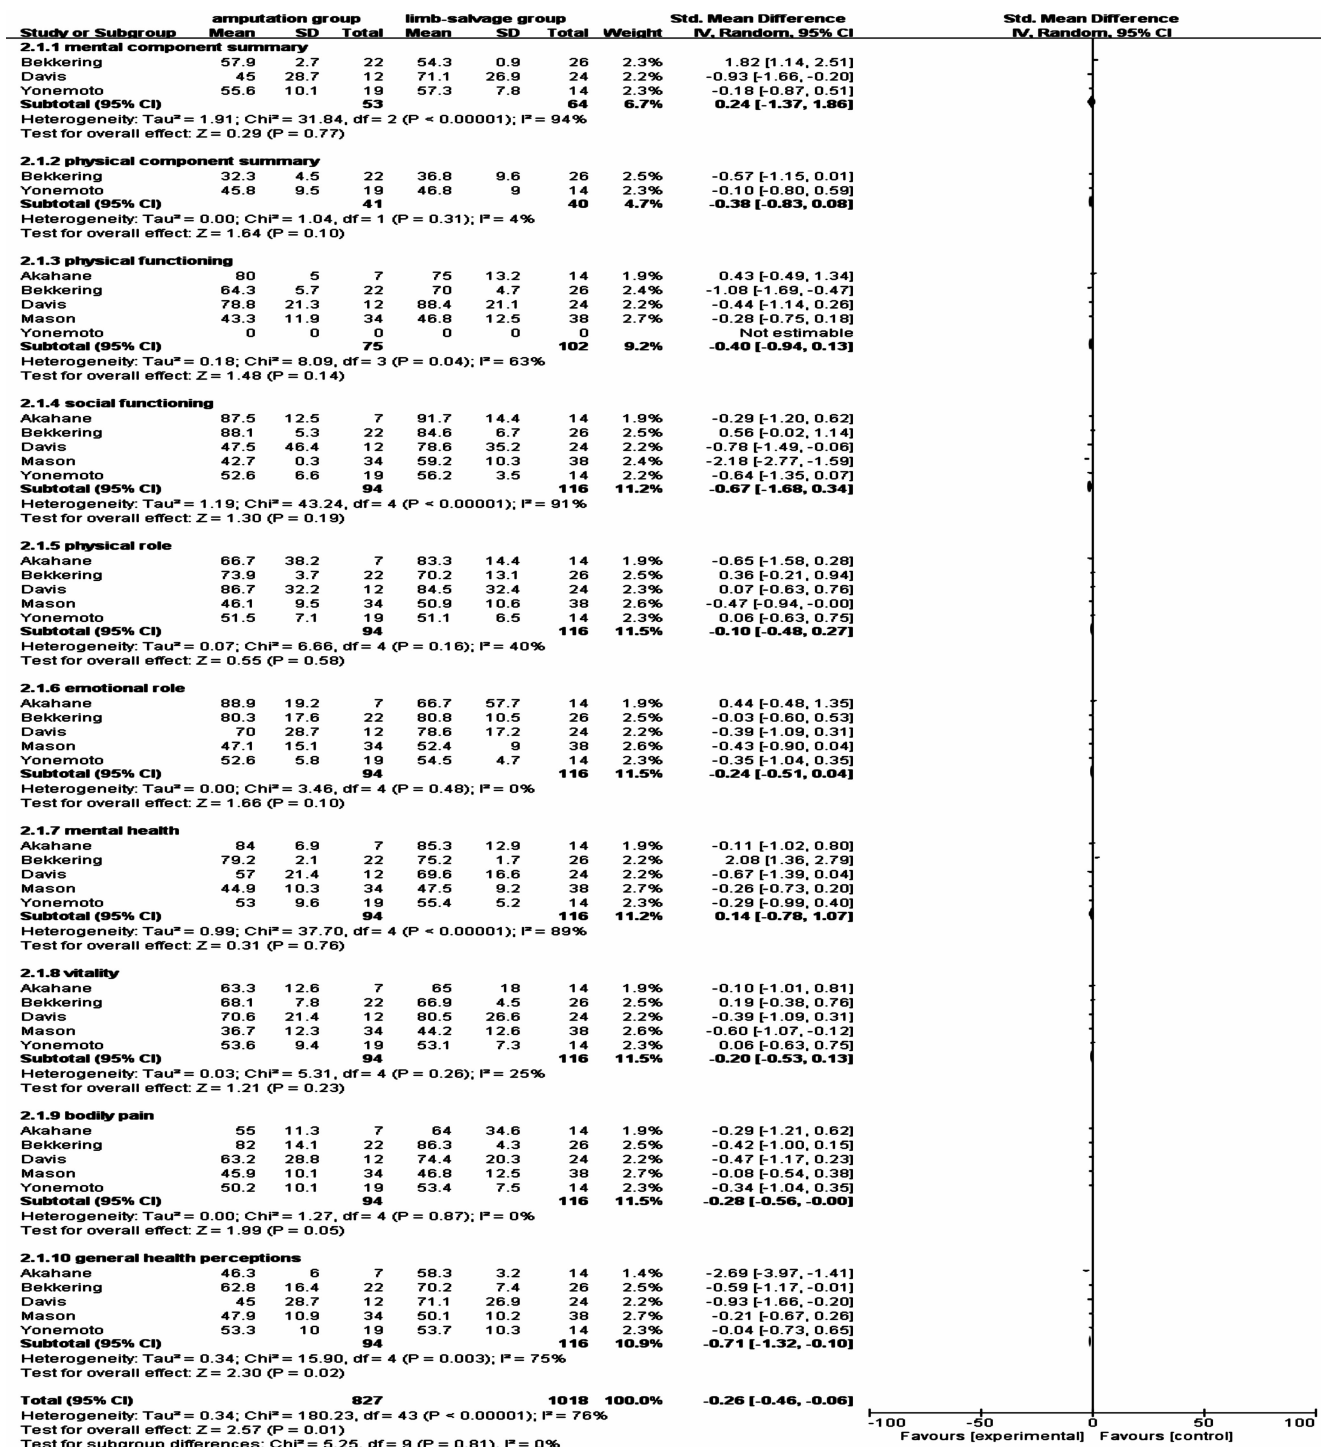 amputation group limb-salvage group Std. Mean Difference Std. Mean Difference
Study or Subgroup Mean SD Total Mean SD Total Weight IV, Random, 95% CI IV, Random, 95% CI
2.1.1 mental component summary
Bekkering 57.9 2.7 22 54.3 0.9 26 2.3% 1.82 [1.14, 2.51]
Davis 45 28.7 12 71.1 26.9 24 2.2% -0.93 [-1.66, -0.20]
Yonemoto 55.6 10.1 19 57.3 7.8 14 2.3% -0.18 [-0.87, 0.51]
Subtotal (95% CI) 53 64 6.7% 0.24 [-1.37, 1.86]
Heterogeneity: Tau² = 1.91; Chi² = 31.84, df = 2 (P < 0.00001); I² = 94%
Test for overall effect: Z = 0.29 (P = 0.77)
2.1.2 physical component summary
Bekkering 32.3 4.5 22 36.8 9.6 26 2.5% -0.57 [-1.15, 0.01]
Yonemoto 45.8 9.5 19 46.8 9 14 2.3% -0.10 [-0.80, 0.59]
Subtotal (95% CI) 41 40 4.7% -0.38 [-0.83, 0.08]
Heterogeneity: Tau² = 0.00; Chi² = 1.04, df = 1 (P = 0.31); I² = 4%
Test for overall effect: Z = 1.64 (P = 0.10)
2.1.3 physical functioning
Akahane 80 5 7 75 13.2 14 1.9% 0.43 [-0.49, 1.34]
Bekkering 64.3 5.7 22 70 4.7 26 2.4% -1.08 [-1.69, -0.47]
Davis 78.8 21.3 12 88.4 21.1 24 2.2% -0.44 [-1.14, 0.26]
Mason 43.3 11.9 34 46.8 12.5 38 2.7% -0.28 [-0.75, 0.18]
Yonemoto 0 0 0 0 0 0 Not estimable
Subtotal (95% CI) 75 102 9.2% -0.40 [-0.94, 0.13]
Heterogeneity: Tau² = 0.18; Chi² = 8.09, df = 3 (P = 0.04); I² = 63%
Test for overall effect: Z = 1.48 (P = 0.14)
2.1.4 social functioning
Akahane 87.5 12.5 7 91.7 14.4 14 1.9% -0.29 [-1.20, 0.62]
Bekkering 88.1 5.3 22 84.6 6.7 26 2.5% 0.56 [-0.02, 1.14]
Davis 47.5 46.4 12 78.6 35.2 24 2.2% -0.78 [-1.49, -0.06]
Mason 42.7 0.3 34 59.2 10.3 38 2.4% -2.18 [-2.77, -1.59]
Yonemoto 52.6 6.6 19 56.2 3.5 14 2.2% -0.64 [-1.35, 0.07]
Subtotal (95% CI) 94 116 11.2% -0.67 [-1.68, 0.34]
Heterogeneity: Tau² = 1.19; Chi² = 43.24, df = 4 (P < 0.00001); I² = 91%
Test for overall effect: Z = 1.30 (P = 0.19)
2.1.5 physical role
Akahane 66.7 38.2 7 83.3 14.4 14 1.9% -0.65 [-1.58, 0.28]
Bekkering 73.9 3.7 22 70.2 13.1 26 2.5% 0.36 [-0.21, 0.94]
Davis 86.7 32.2 12 84.5 32.4 24 2.2% 0.07 [-0.63, 0.76]
Mason 46.1 9.5 34 50.9 10.6 38 2.6% -0.47 [-0.94, -0.00]
Yonemoto 51.5 7.1 19 51.1 6.5 14 2.3% 0.06 [-0.63, 0.75]
Subtotal (95% CI) 94 116 11.5% -0.10 [-0.48, 0.27]
Heterogeneity: Tau² = 0.07; Chi² = 6.66, df = 4 (P = 0.16); I² = 40%
Test for overall effect: Z = 0.55 (P = 0.58)
2.1.6 emotional role
Akahane 88.9 19.2 7 66.7 57.7 14 1.9% 0.44 [-0.48, 1.35]
Bekkering 80.3 17.6 22 80.8 10.5 26 2.5% -0.03 [-0.60, 0.53]
Davis 70 28.7 12 78.6 17.2 24 2.2% -0.39 [-1.09, 0.31]
Mason 47.1 15.1 34 52.4 9 38 2.6% -0.43 [-0.90, 0.04]
Yonemoto 52.6 5.8 19 54.5 4.7 14 2.3% -0.35 [-1.04, 0.35]
Subtotal (95% CI) 94 116 11.5% -0.24 [-0.51, 0.04]
Heterogeneity: Tau² = 0.00; Chi² = 3.46, df = 4 (P = 0.48); I² = 0%
Test for overall effect: Z = 1.66 (P = 0.10)
2.1.7 mental health
Akahane 84 6.9 7 85.3 12.9 14 1.9% -0.11 [-1.02, 0.80]
Bekkering 79.2 2.1 22 75.2 1.7 26 2.2% 2.08 [1.36, 2.79]
Davis 57 21.4 12 69.6 16.6 24 2.2% -0.67 [-1.39, 0.04]
Mason 44.9 10.3 34 47.5 9.2 38 2.7% -0.26 [-0.73, 0.20]
Yonemoto 53 9.6 19 55.4 5.2 14 2.3% -0.29 [-0.99, 0.40]
Subtotal (95% CI) 94 116 11.2% 0.14 [-0.78, 1.07]
Heterogeneity: Tau² = 0.99; Chi² = 37.70, df = 4 (P < 0.00001); I² = 89%
Test for overall effect: Z = 0.31 (P = 0.76)
2.1.8 vitality
Akahane 63.3 12.6 7 65 18 14 1.9% -0.10 [-1.01, 0.81]
Bekkering 68.1 7.8 22 66.9 4.5 26 2.5% 0.19 [-0.38, 0.76]
Davis 70.6 21.4 12 80.5 26.6 24 2.2% -0.39 [-1.09, 0.31]
Mason 36.7 12.3 34 44.2 12.6 38 2.6% -0.60 [-1.07, -0.12]
Yonemoto 53.6 9.4 19 53.1 7.3 14 2.3% 0.06 [-0.63, 0.75]
Subtotal (95% CI) 94 116 11.5% -0.20 [-0.53, 0.13]
Heterogeneity: Tau² = 0.03; Chi² = 5.31, df = 4 (P = 0.26); I² = 25%
Test for overall effect: Z = 1.21 (P = 0.23)
2.1.9 bodily pain
Akahane 55 11.3 7 64 34.6 14 1.9% -0.29 [-1.21, 0.62]
Bekkering 82 14.1 22 86.3 4.3 26 2.5% -0.42 [-1.00, 0.15]
Davis 63.2 28.8 12 74.4 20.3 24 2.2% -0.47 [-1.17, 0.23]
Mason 45.9 10.1 34 46.8 12.5 38 2.7% -0.08 [-0.54, 0.38]
Yonemoto 50.2 10.1 19 53.4 7.5 14 2.3% -0.34 [-1.04, 0.35]
Subtotal (95% CI) 94 116 11.5% -0.28 [-0.56, -0.00]
Heterogeneity: Tau² = 0.00; Chi² = 1.27, df = 4 (P = 0.87); I² = 0%
Test for overall effect: Z = 1.99 (P = 0.05)
2.1.10 general health perceptions
Akahane 46.3 6 7 58.3 3.2 14 1.4% -2.69 [-3.97, -1.41]
Bekkering 62.8 16.4 22 70.2 7.4 26 2.5% -0.59 [-1.17, -0.01]
Davis 45 28.7 12 71.1 26.9 24 2.2% -0.93 [-1.66, -0.20]
Mason 47.9 10.9 34 50.1 10.2 38 2.7% -0.21 [-0.67, 0.26]
Yonemoto 53.3 10 19 53.7 10.3 14 2.3% -0.04 [-0.73, 0.65]
Subtotal (95% CI) 94 116 10.9% -0.71 [-1.32, -0.10]
Heterogeneity: Tau² = 0.34; Chi² = 15.90, df = 4 (P = 0.003); I² = 75%
Test for overall effect: Z = 2.30 (P = 0.02)
Total (95% CI) 827 1018 100.0% -0.26 [-0.46, -0.06]
Heterogeneity: Tau² = 0.34; Chi² = 180.23, df = 43 (P < 0.00001); I² = 76%
Test for overall effect: Z = 2.57 (P = 0.01)
Test for subgroup differences: Chi² = 5.25, df = 9 (P = 0.81), I² = 0%
-100 -50 0 50 100
Favours [experimental] Favours [control]